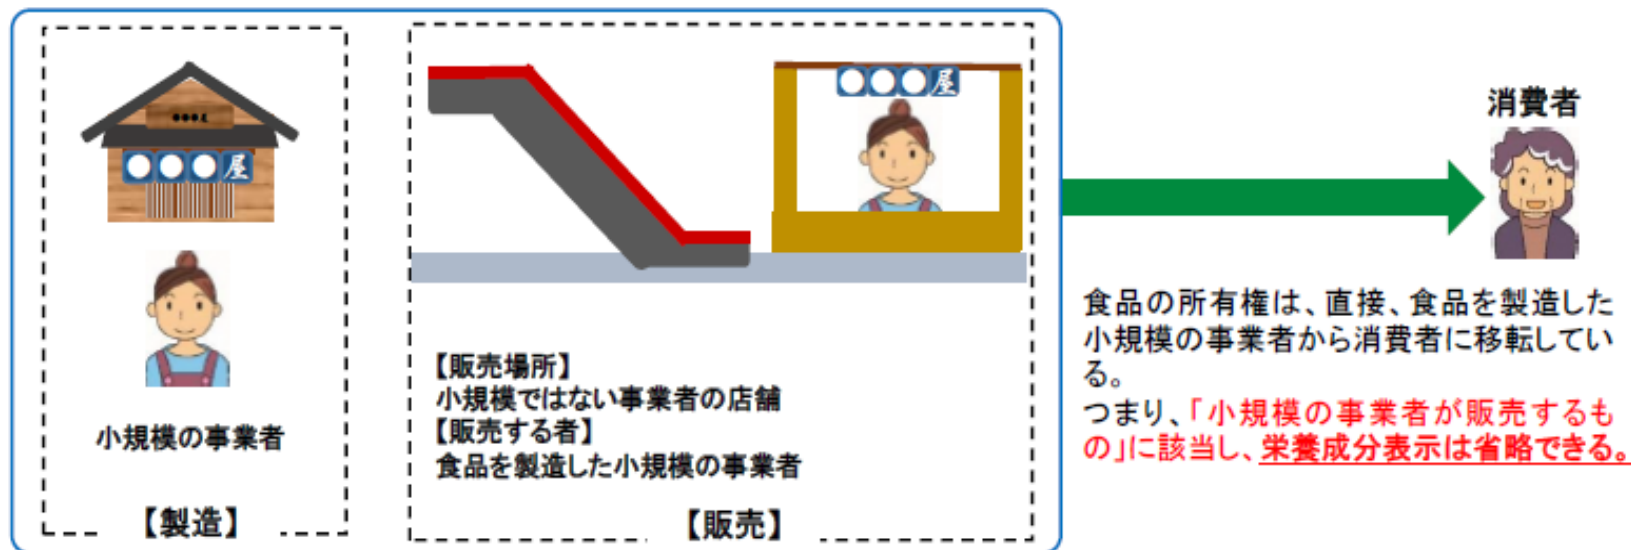 ●●●屋
小規模の事業者
【製造】
屋
【販売場所】
小規模ではない事業者の店舗
【販売する者】
食品を製造した小規模の事業者
【販売】
消費者
食品の所有権は、直接、食品を製造した
小規模の事業者から消費者に移転してい
る。
つまり、「小規模の事業者が販売するも
の」に該当し、栄養成分表示は省略できる。